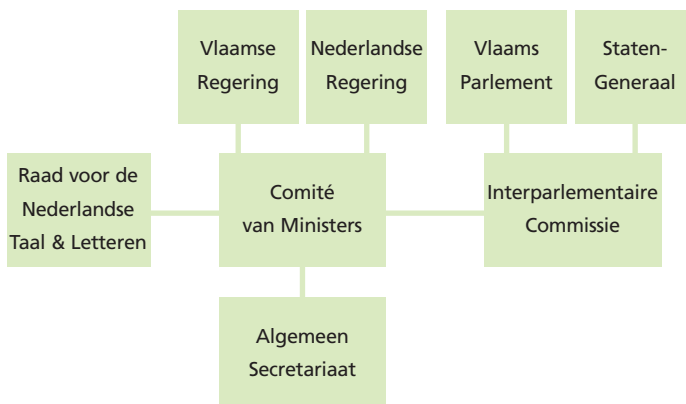 Vlaamse
Regering
Nederlandse
Regering
Vlaams
Parlement
Staten-
Generaal
Raad voor de
Nederlandse
Taal & Letteren
Comité
van Ministers
Interparlementaire
Commissie
Algemeen
Secretariaat